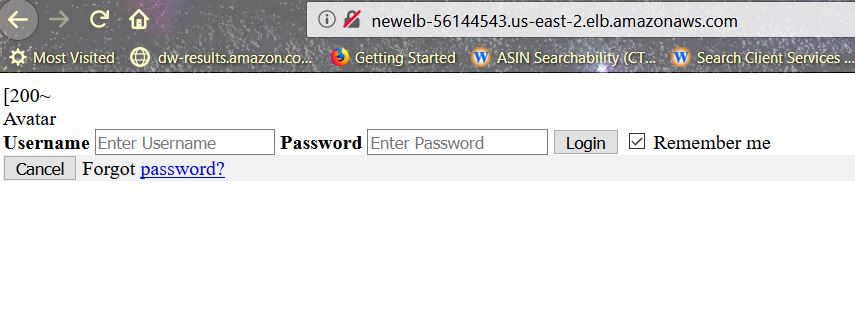 newelb-56144543.us-east-2.elb.amazonaws.com
Most Visited dw-results.amazon.co... Getting Started ASIN Searchability (CT... Search Client Services ...
[200~
Avatar
Username Enter Username Password Enter Password Login Remember me
Cancel Forgot password?